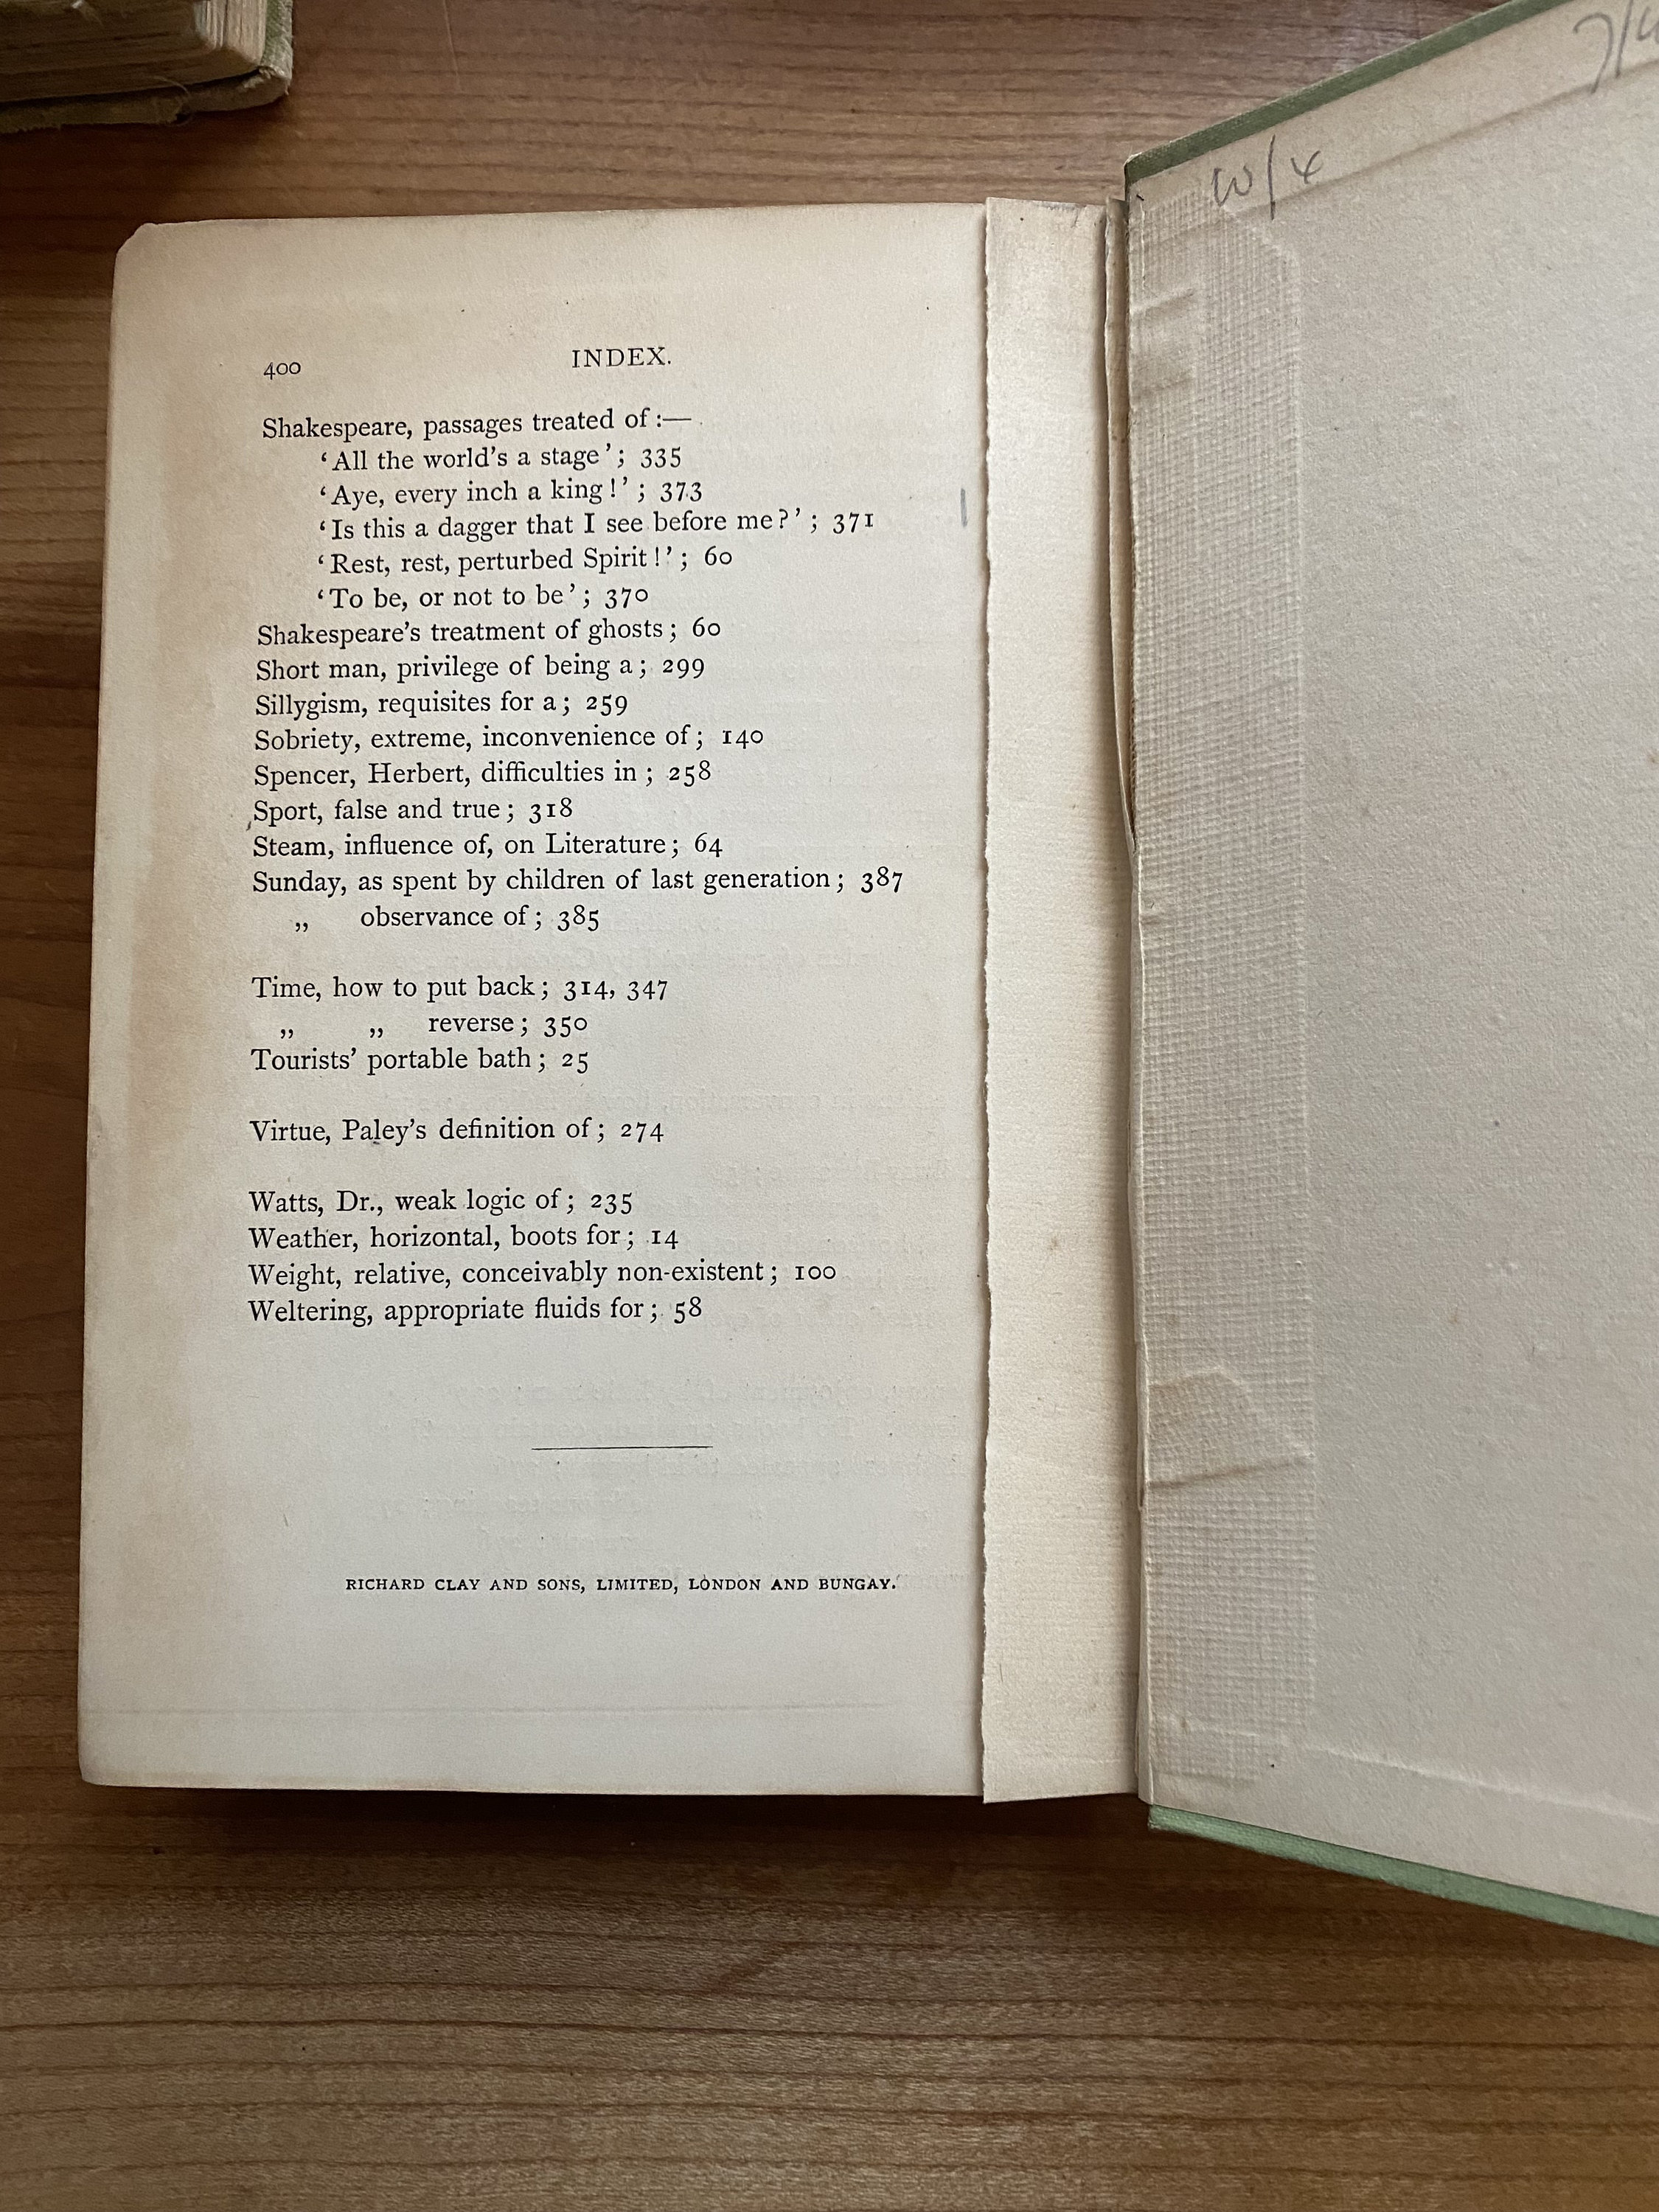 400 INDEX.
Shakespeare, passages treated of :—
‘All the world's a stage’; 335
‘Aye, every inch a king!’; 373
‘Is this a dagger that I see before me?’; 371
‘Rest, rest, perturbed Spirit!’; 60
‘To be, or not to be’; 370
Shakespeare's treatment of ghosts; 60
Short man, privilege of being a; 299
Sillygism, requisites for a; 259
Sobriety, extreme, inconvenience of; 140
Spencer, Herbert, difficulties in; 258
Sport, false and true; 318
Steam, influence of, on Literature; 64
Sunday, as spent by children of last generation; 387
„ observance of; 385
Time, how to put back; 314, 347
„ „ reverse; 350
Tourists' portable bath; 25
Virtue, Paley's definition of; 274
Watts, Dr., weak logic of; 235
Weather, horizontal, boots for; 14
Weight, relative, conceivably non-existent; 100
Weltering, appropriate fluids for; 58
RICHARD CLAY AND SONS, LIMITED, LONDON AND BUNGAY.